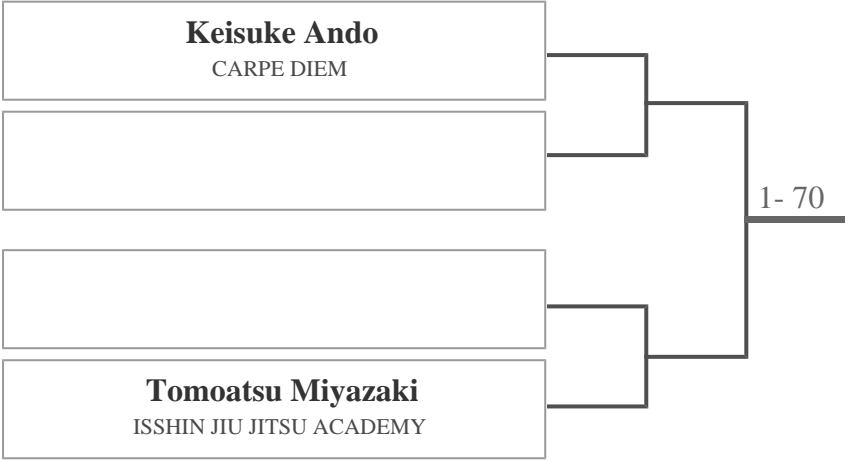 Keisuke Ando
CARPE DIEM
1- 70
Tomoatsu Miyazaki
ISSHIN JIU JITSU ACADEMY